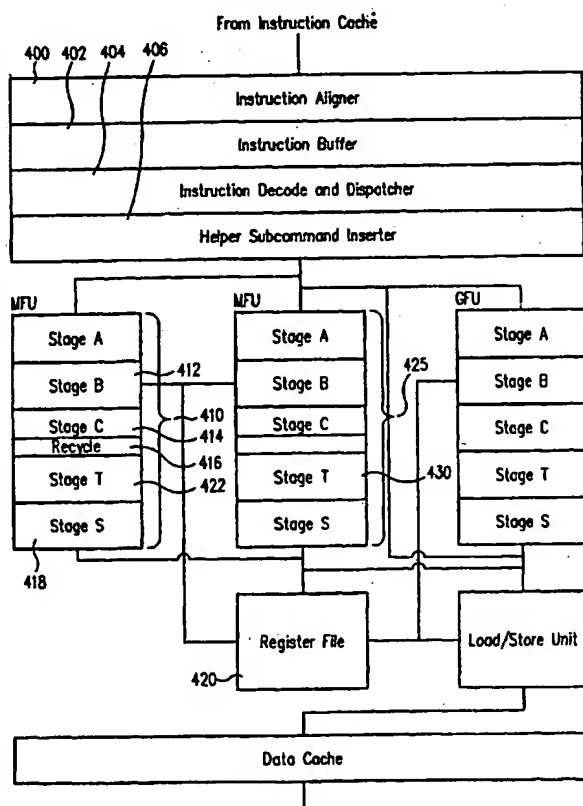 From Instruction Cache
400 402 404 406
Instruction Aligner
Instruction Buffer
Instruction Decode and Dispatcher
Helper Subcommand Inserter
MFU MFU GFU
Stage A
Stage B
412
Stage C
414
Recycle
416
Stage T
422
Stage S
418
410
Stage A
Stage B
Stage C
Stage T
430
Stage S
425
Stage A
Stage B
Stage C
Stage T
Stage S
Register File
420
Load/Store Unit
Data Cache